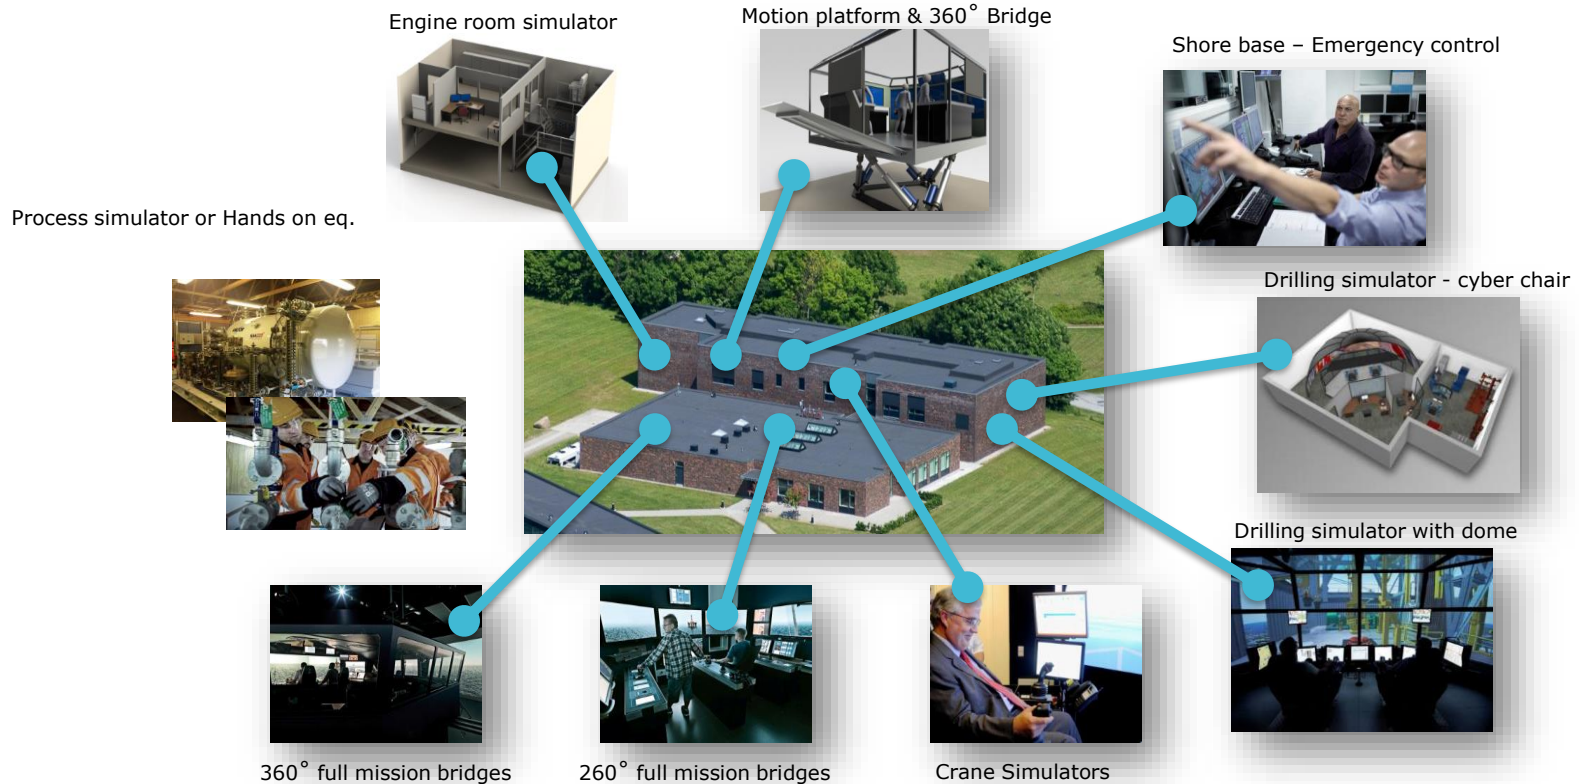 Engine room simulator
Motion platform & 360˚ Bridge
Shore base – Emergency control
Process simulator or Hands on eq.
Drilling simulator - cyber chair
Drilling simulator with dome
360˚ full mission bridges
260˚ full mission bridges
Crane Simulators